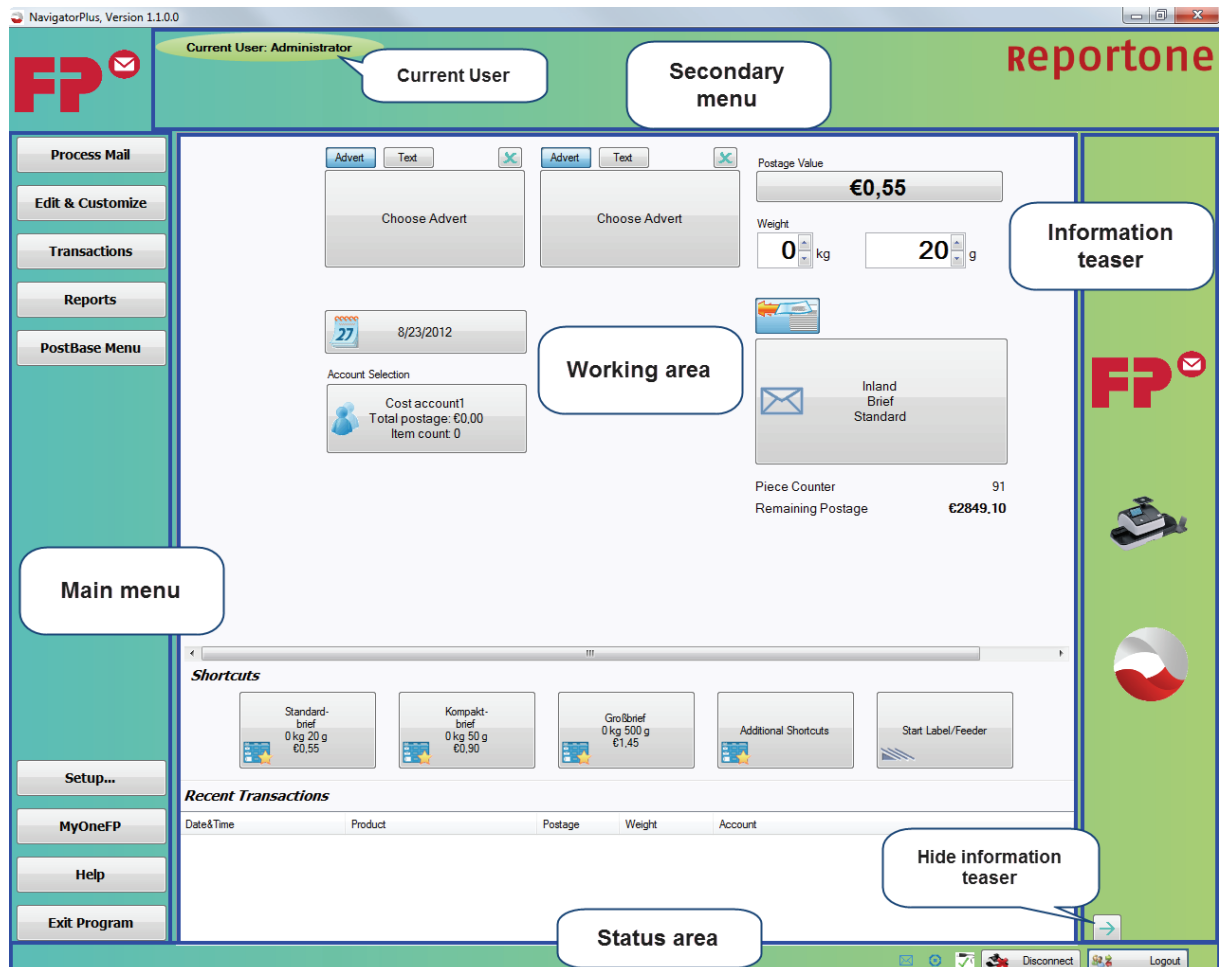 NavigatorPlus, Version 1.1.0.0
FP
Current User: Administrator
Current User
Secondary
menu
Reportone
Process Mail
Edit & Customize
Transactions
Reports
PostBase Menu
Main menu
Setup...
MyOneFP
Help
Exit Program
Advert
Text
Choose Advert
Advert
Text
Choose Advert
Postage Value
€0,55
Weight
0 kg
20 g
27
8/23/2012
Account Selection
Cost account1
Total postage: €0,00
Item count: 0
Working area
Inland
Brief
Standard
Piece Counter 91
Remaining Postage €2849,10
Information
teaser
FP
Shortcuts
Standard-
brief
0 kg 20 g
€0,55
Kompakt-
brief
0 kg 50 g
€0,90
Großbrief
0 kg 500 g
€1,45
Additional Shortcuts
Start Label/Feeder
Recent Transactions
Date&Time Product Postage Weight Account
Hide information
teaser
Status area
Disconnect
Logout